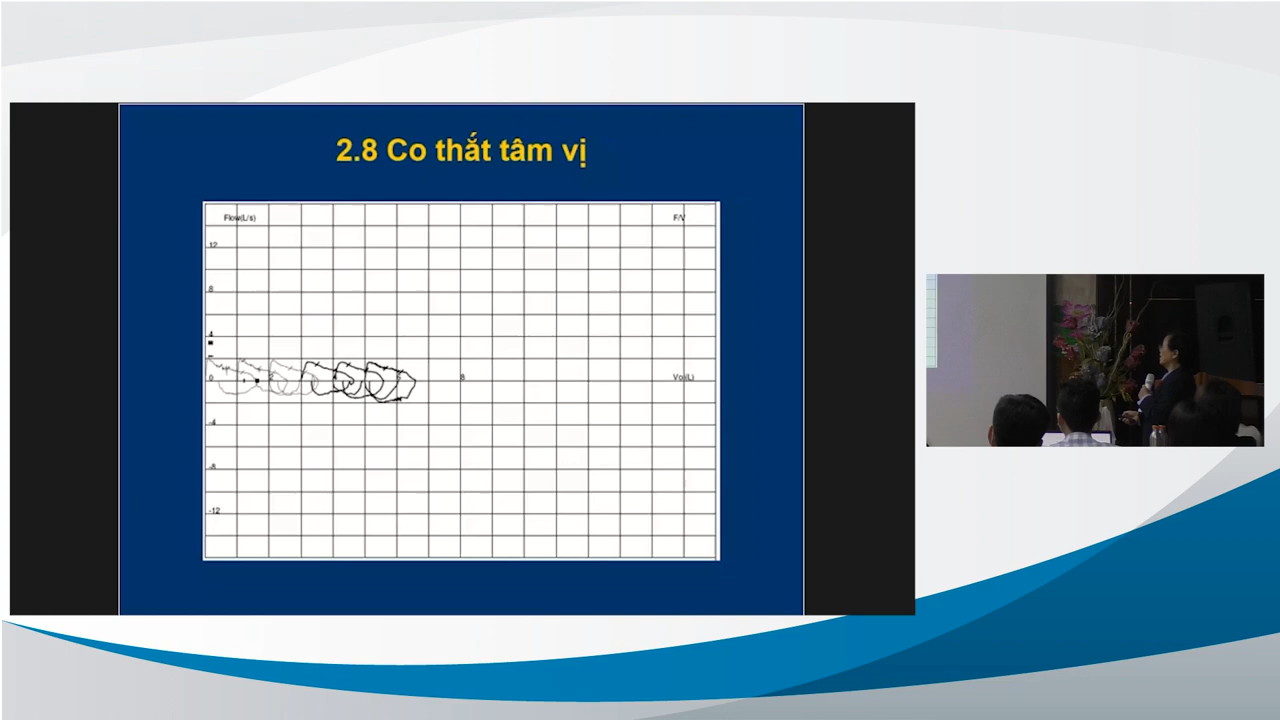 2.8 Co thắt tâm vị
Flow(L/s)
F/V
12
8
4
0
8
Vol(L)
-4
-8
-12